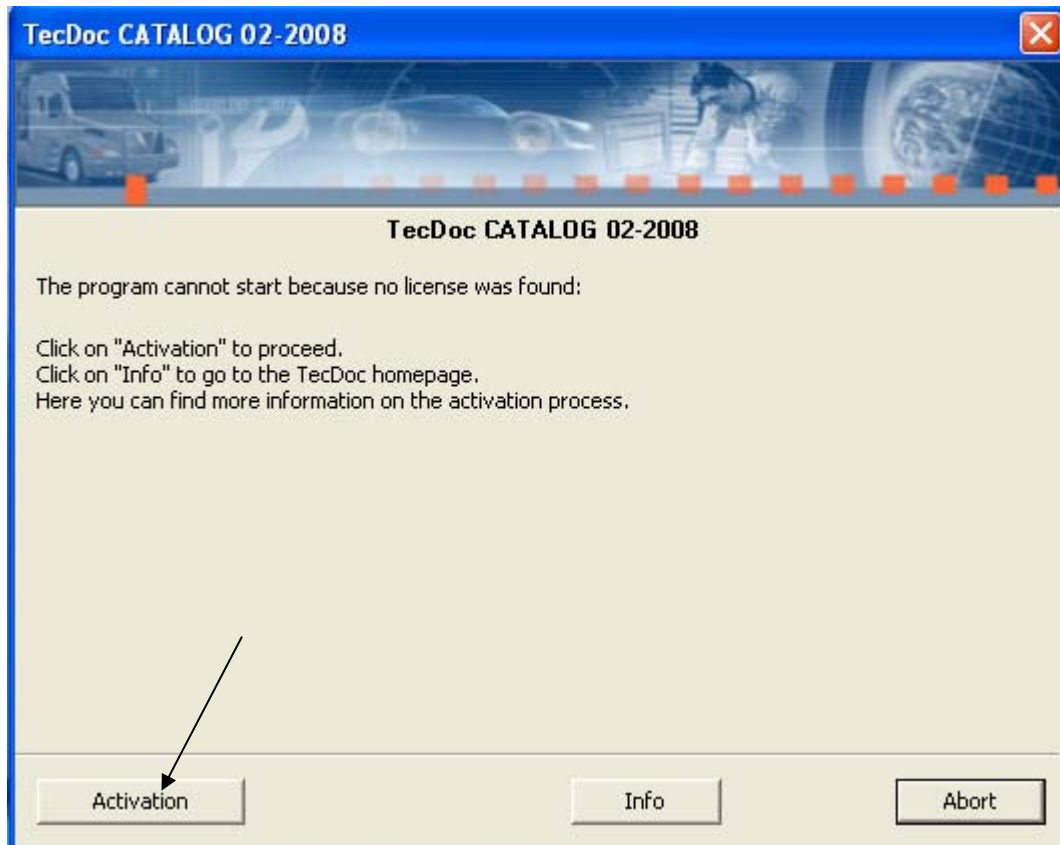 TecDoc CATALOG 02-2008
TecDoc CATALOG 02-2008
The program cannot start because no license was found:
Click on "Activation" to proceed.
Click on "Info" to go to the TecDoc homepage.
Here you can find more information on the activation process.
Activation
Info
Abort